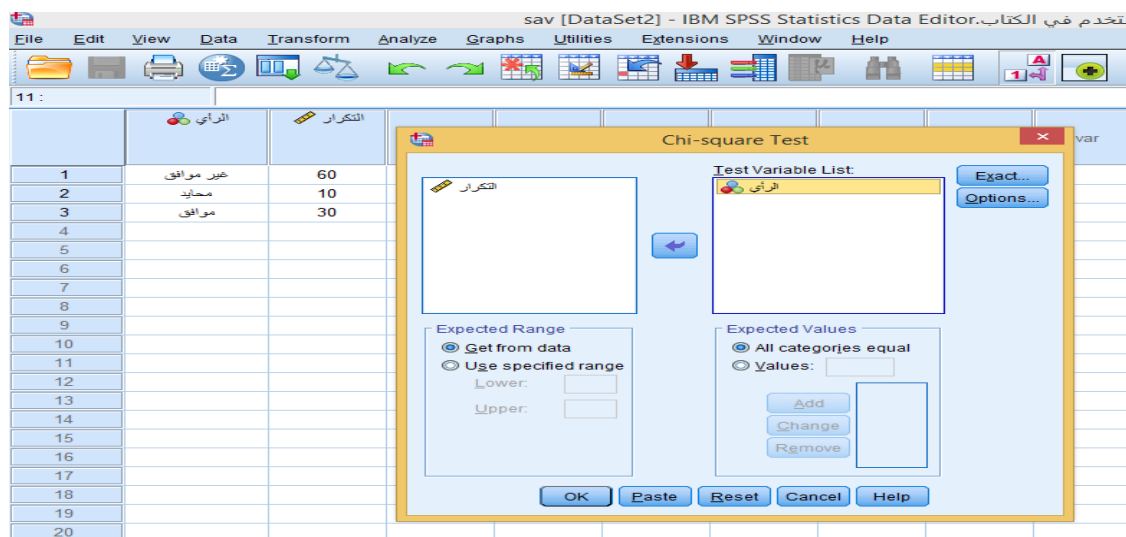 sav [DataSet2] - IBM SPSS Statistics Data Editor.تخدم في الكتاب
File Edit View Data Transform Analyze Graphs Utilities Extensions Window Help
11 :
الرأي التكرار var
1 غير موافق 60
2 محايد 10
3 موافق 30
4
5
6
7
8
9
10
11
12
13
14
15
16
17
18
19
20
Chi-square Test
التكرار
Test Variable List:
الرأي
Exact...
Options...
Expected Range
Get from data
Use specified range
Lower:
Upper:
Expected Values
All categories equal
Values:
Add
Change
Remove
OK Paste Reset Cancel Help